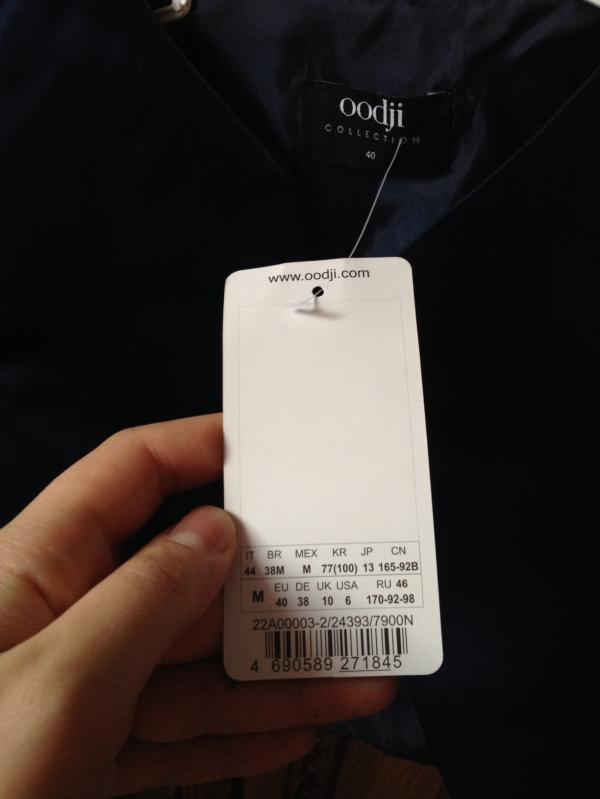 oodji
COLLECTION
40
www.oodji.com
IT BR MEX KR JP CN
44 38M M 77(100) 13 165-92B
M EU DE UK USA RU 46
40 38 10 6 170-92-98
22A00003-2/24393/7900N
4 690589 271845